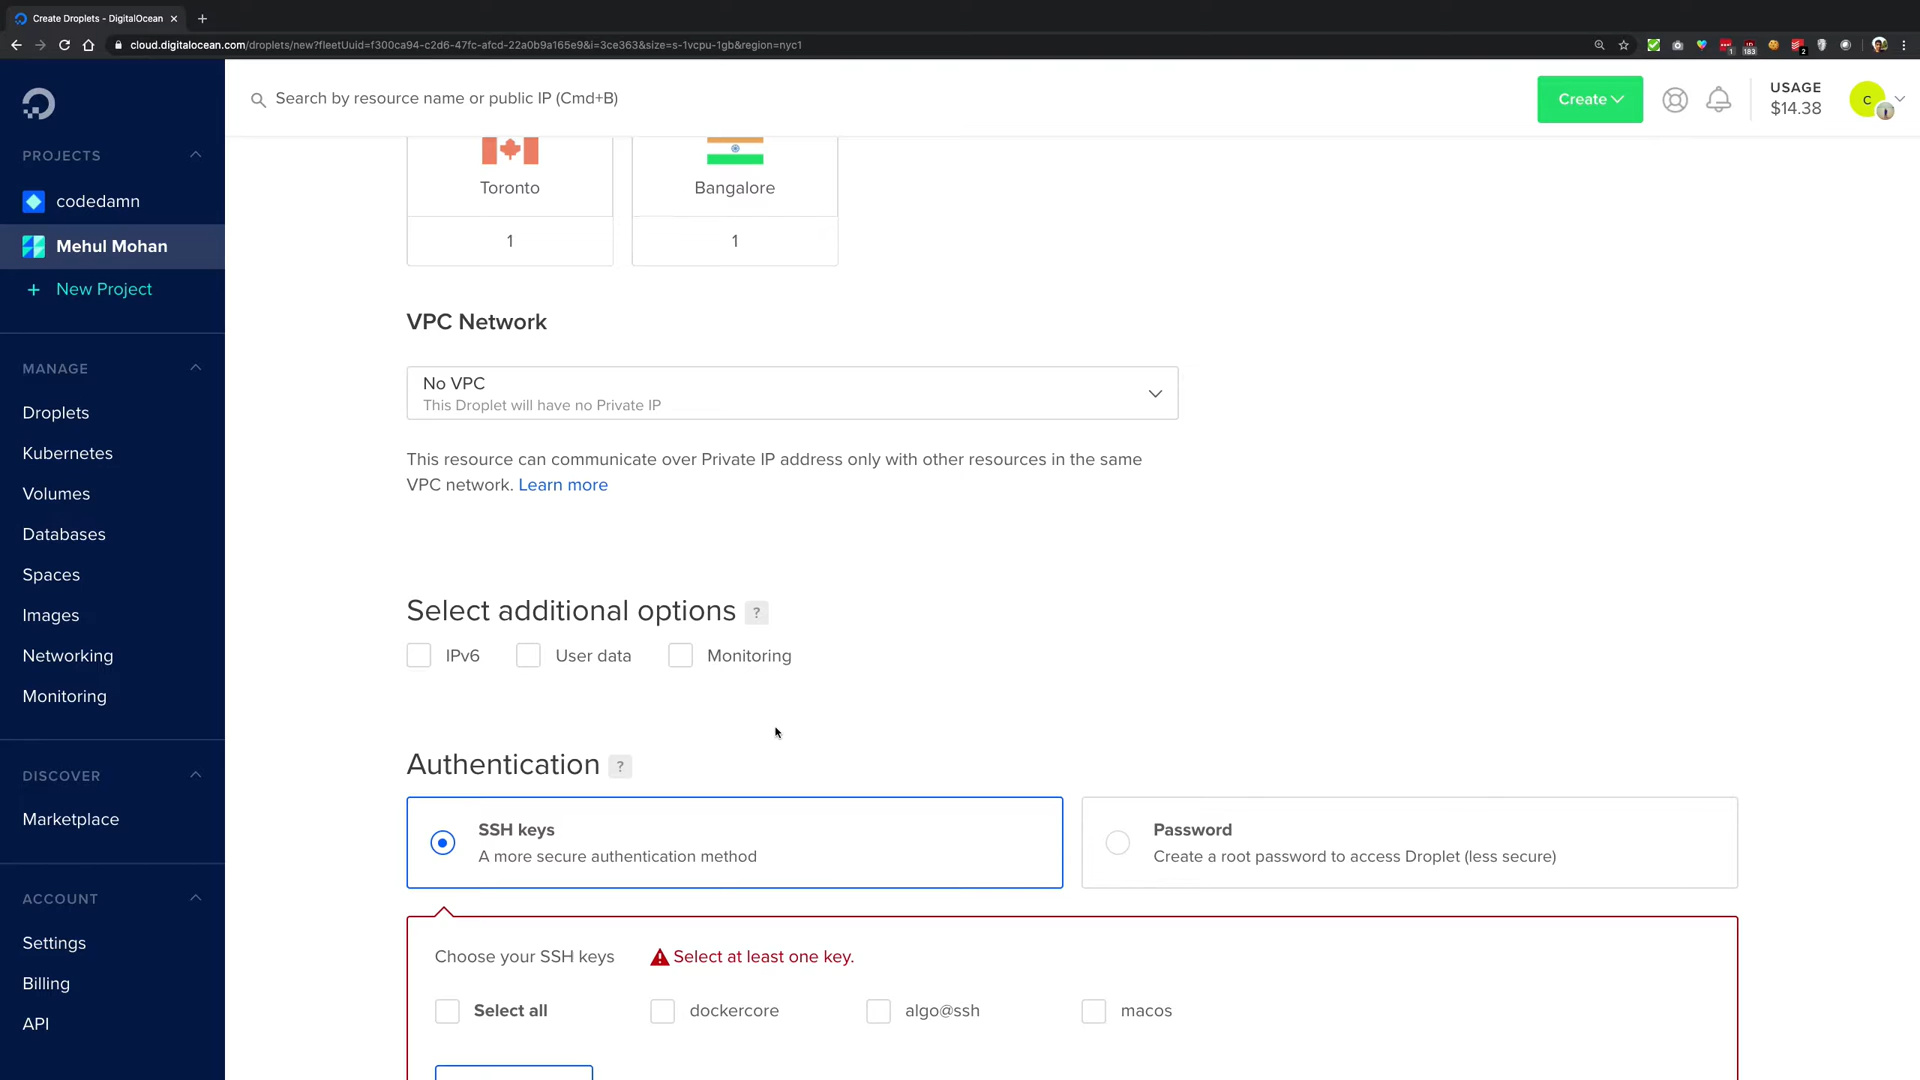 Create Droplets - DigitalOcean
cloud.digitalocean.com/droplets/new?fleetUuid=f300ca94-c2d6-47fc-afcd-22a0b9a165e9&i=3ce363&size=s-1vcpu-1gb&region=nyc1
Search by resource name or public IP (Cmd+B)
Create
USAGE
$14.38
C
PROJECTS
codedamn
Mehul Mohan
+ New Project
MANAGE
Droplets
Kubernetes
Volumes
Databases
Spaces
Images
Networking
Monitoring
DISCOVER
Marketplace
ACCOUNT
Settings
Billing
API
Toronto
1
Bangalore
1
VPC Network
No VPC
This Droplet will have no Private IP
This resource can communicate over Private IP address only with other resources in the same
VPC network. Learn more
Select additional options ?
IPv6
User data
Monitoring
Authentication ?
SSH keys
A more secure authentication method
Password
Create a root password to access Droplet (less secure)
Choose your SSH keys
Select at least one key.
Select all
dockercore
algo@ssh
macos